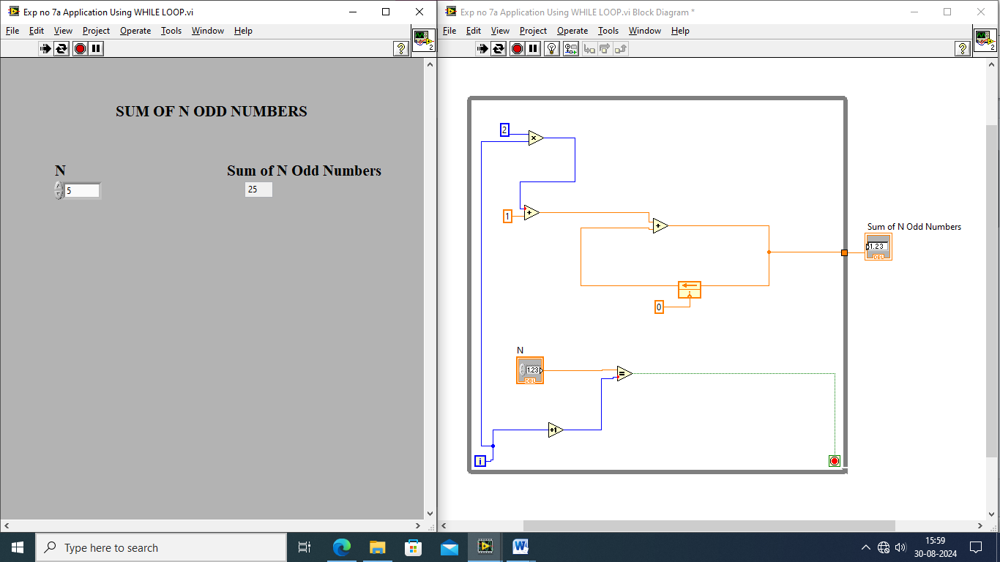 Exp no 7a Application Using WHILE LOOP.vi
File Edit View Project Operate Tools Window Help
2
SUM OF N ODD NUMBERS
N
5
Sum of N Odd Numbers
25
Exp no 7a Application Using WHILE LOOP.vi Block Diagram *
File Edit View Project Operate Tools Window Help
2
2
×
1
+
+
0
Sum of N Odd Numbers
1.23
DBL
N
1.23
DBL
=
+1
i
Type here to search
15:59
30-08-2024